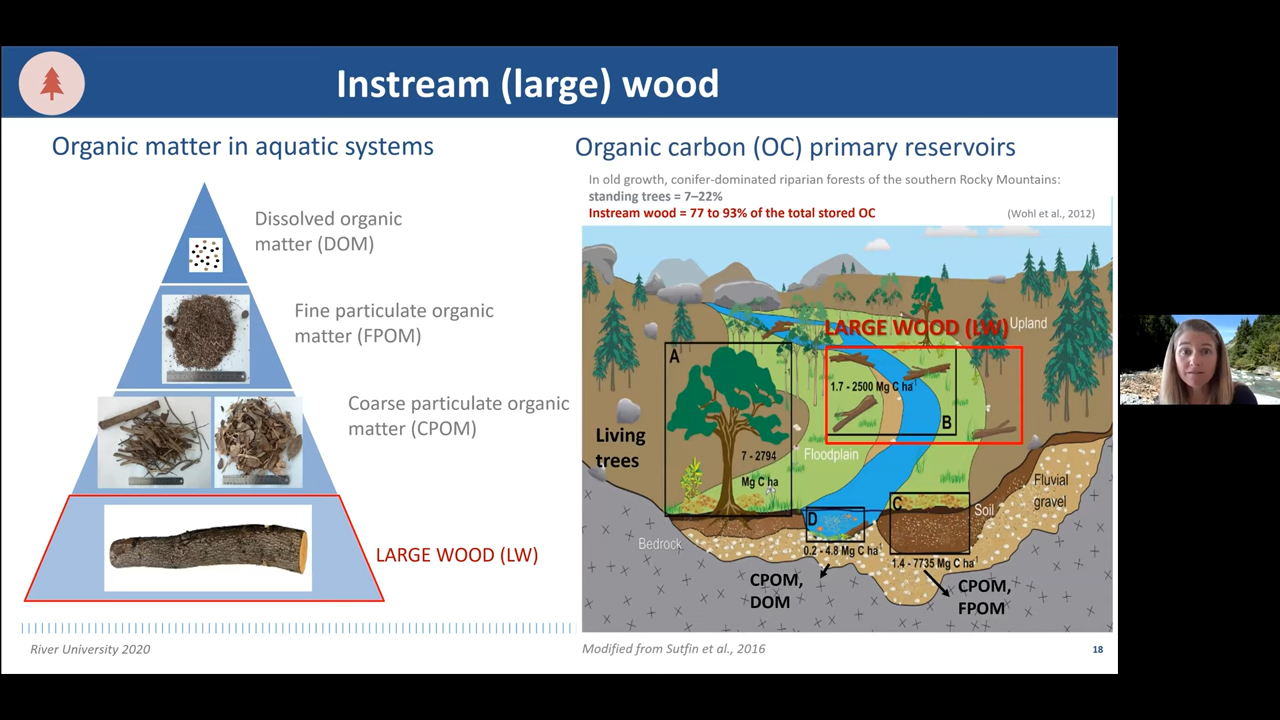 Instream (large) wood
Organic matter in aquatic systems
Dissolved organic
matter (DOM)
Fine particulate organic
matter (FPOM)
Coarse particulate organic
matter (CPOM)
LARGE WOOD (LW)
River University 2020
Organic carbon (OC) primary reservoirs
In old growth, conifer-dominated riparian forests of the southern Rocky Mountains:
standing trees = 7–22%
Instream wood = 77 to 93% of the total stored OC
(Wohl et al., 2012)
LARGE WOOD (LW)
Upland
A
1.7 - 2500 Mg C ha⁻¹
B
Living
trees
7 - 2794
Mg C ha
Floodplain
Fluvial
gravel
C
Soil
D
Bedrock
0.2 - 4.8 Mg C ha⁻¹
1.4 - 7735 Mg C ha⁻¹
CPOM,
DOM
CPOM,
FPOM
Modified from Sutfin et al., 2016
18